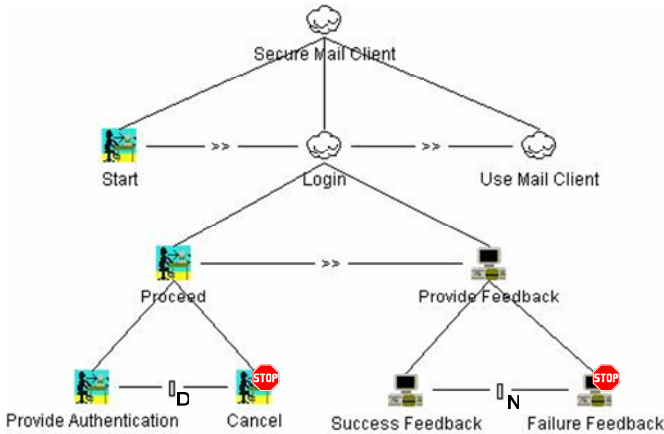 Secure Mail Client
>> >>
Start Login Use Mail Client
>>
Proceed Provide Feedback
STOP STOP
[] D [] N
Provide Authentication Cancel Success Feedback Failure Feedback